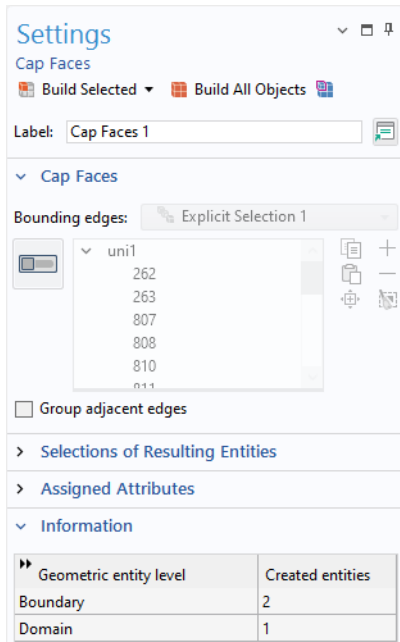 Settings
Cap Faces
Build Selected
Build All Objects
Label: Cap Faces 1
Cap Faces
Bounding edges: Explicit Selection 1
uni1
262
263
807
808
810
811
Group adjacent edges
Selections of Resulting Entities
Assigned Attributes
Information
Geometric entity level Created entities
Boundary 2
Domain 1